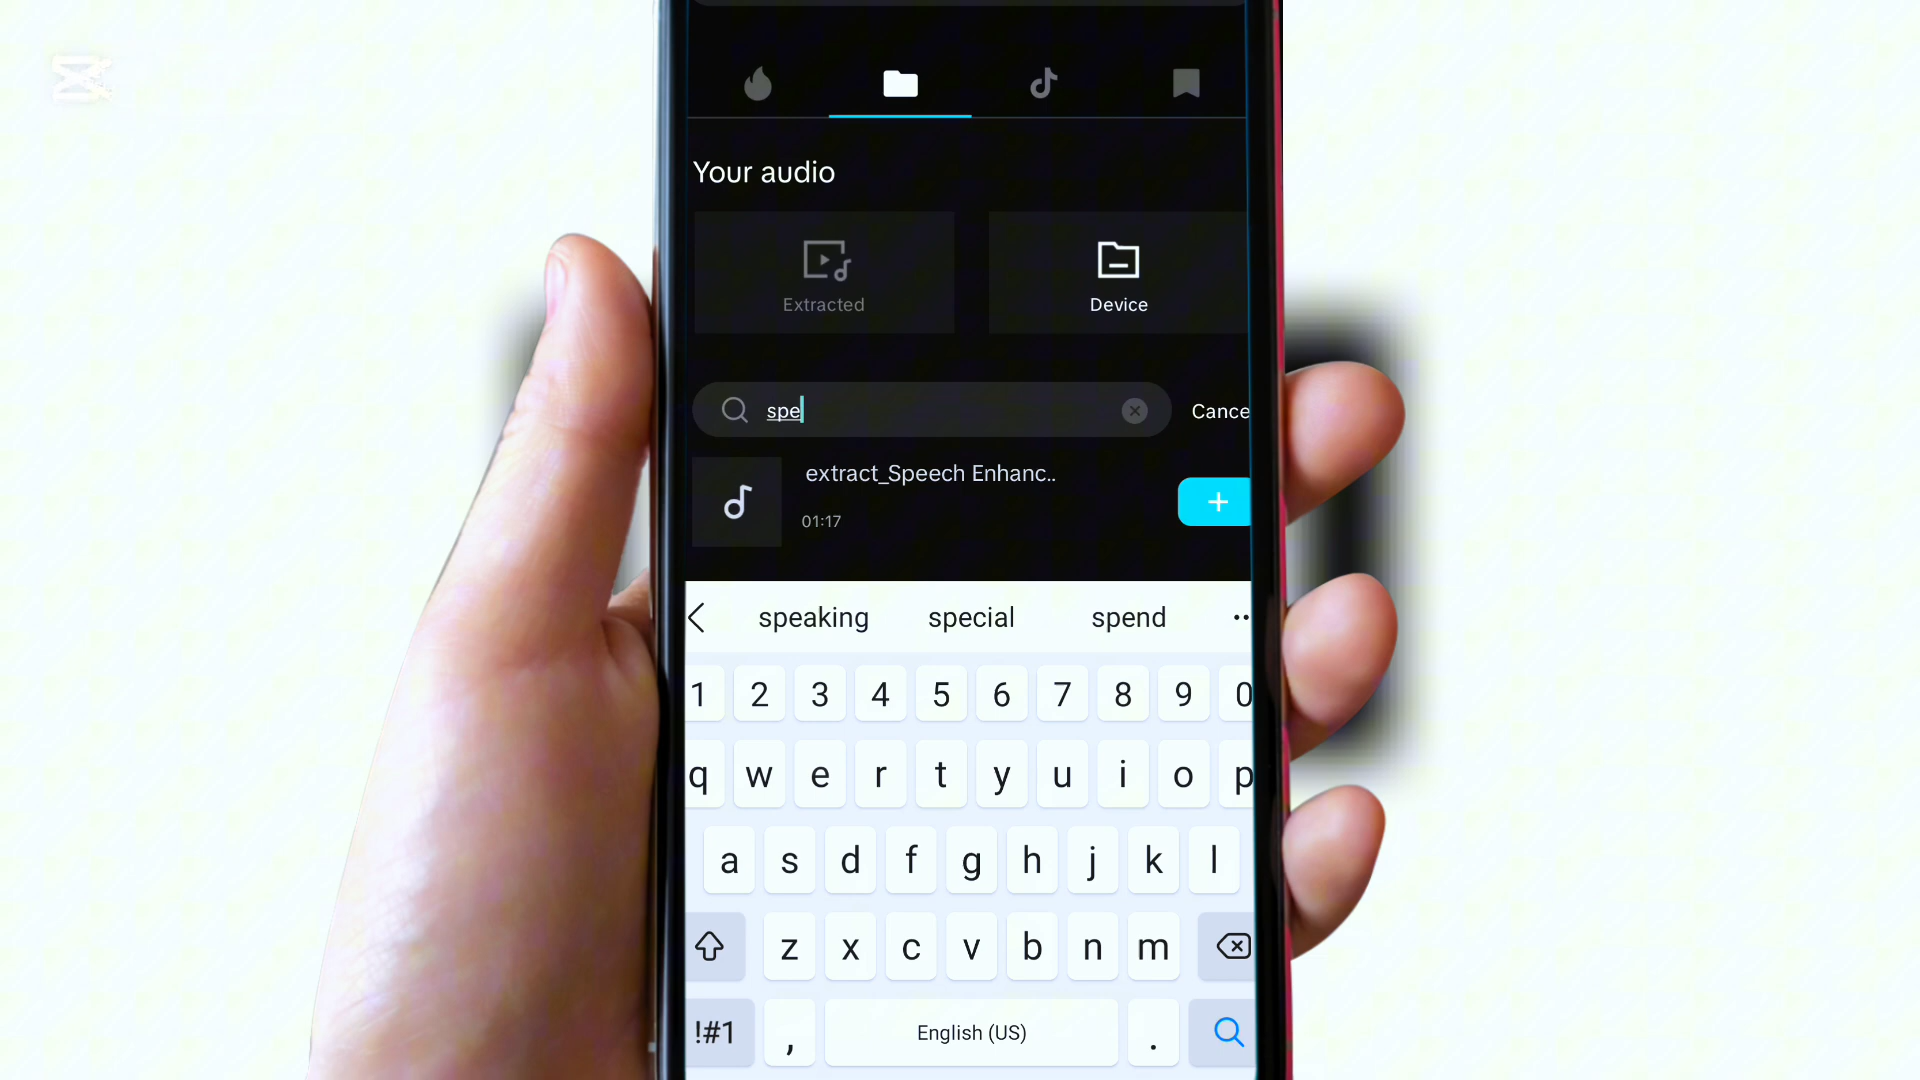 Your audio
Extracted
Device
spe
Cance
extract_Speech Enhanc..
01:17
+
speaking special spend ..
1 2 3 4 5 6 7 8 9 0
q w e r t y u i o p
a s d f g h j k l
z x c v b n m
!#1 , English (US) .